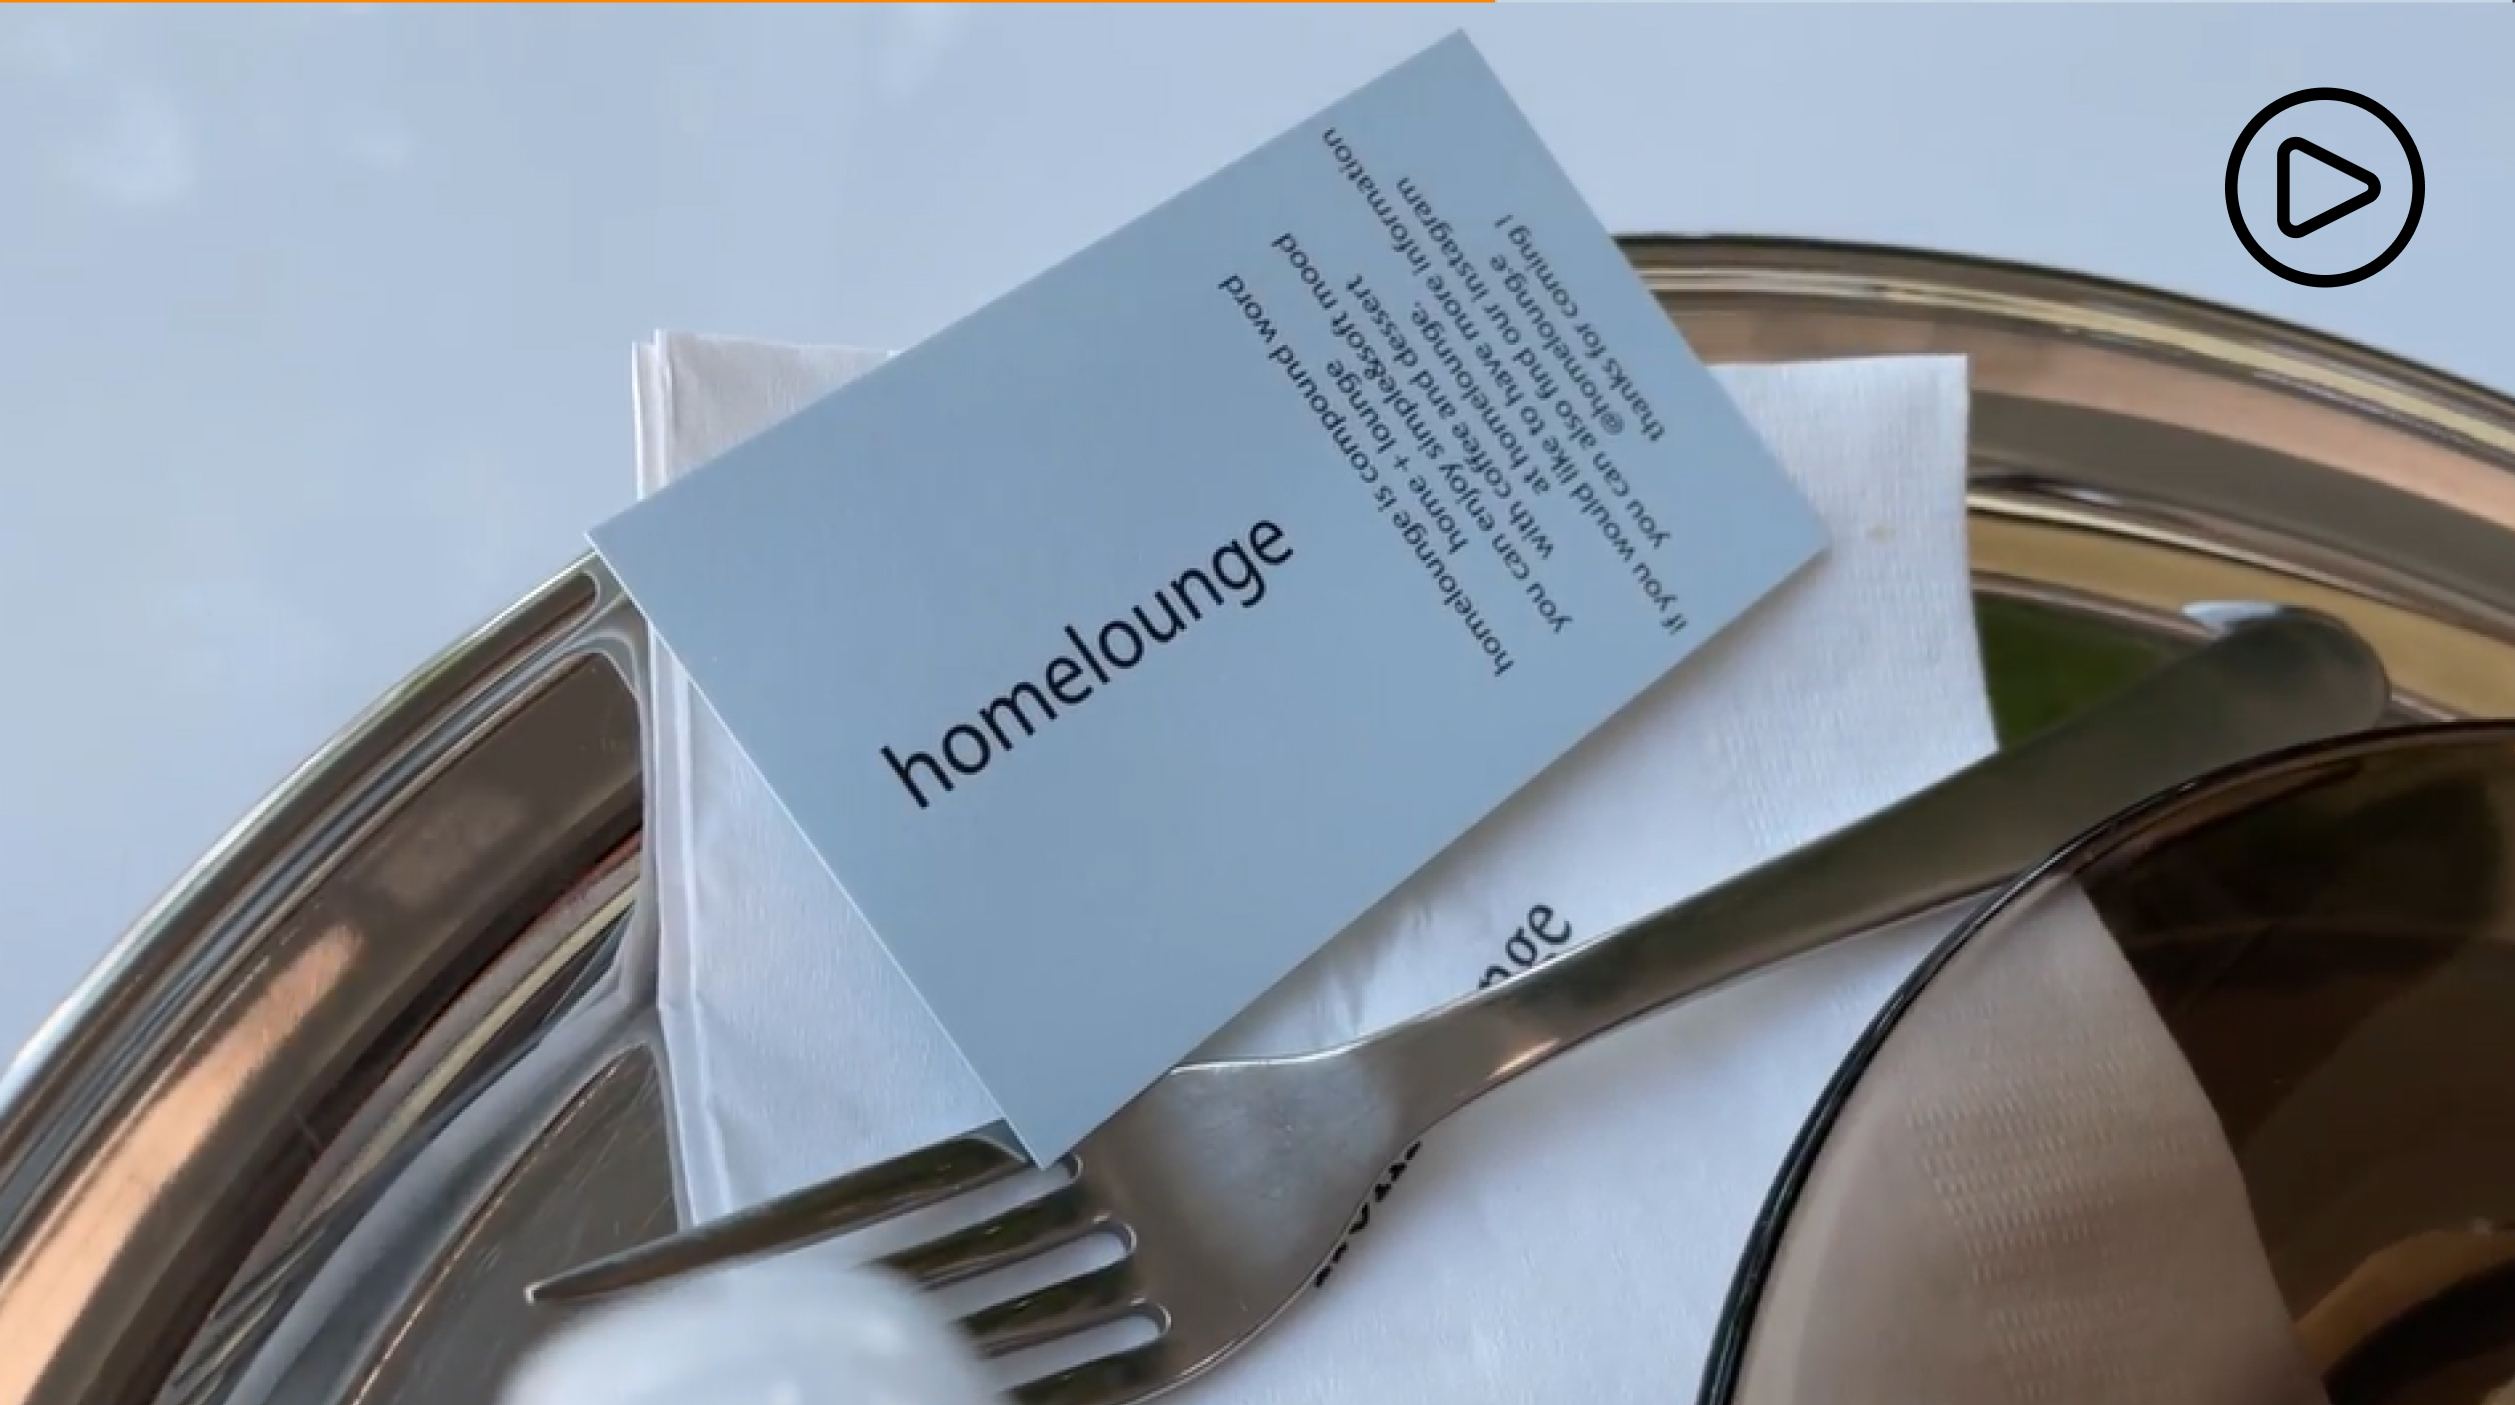 homelounge
homelounge is compound word
home + lounge
you can enjoy simple&soft mood
with coffee and dessert
at homelounge.
if you would like to have more information
you can also find our instagram
@homeloung.e
thanks for coming !
nge